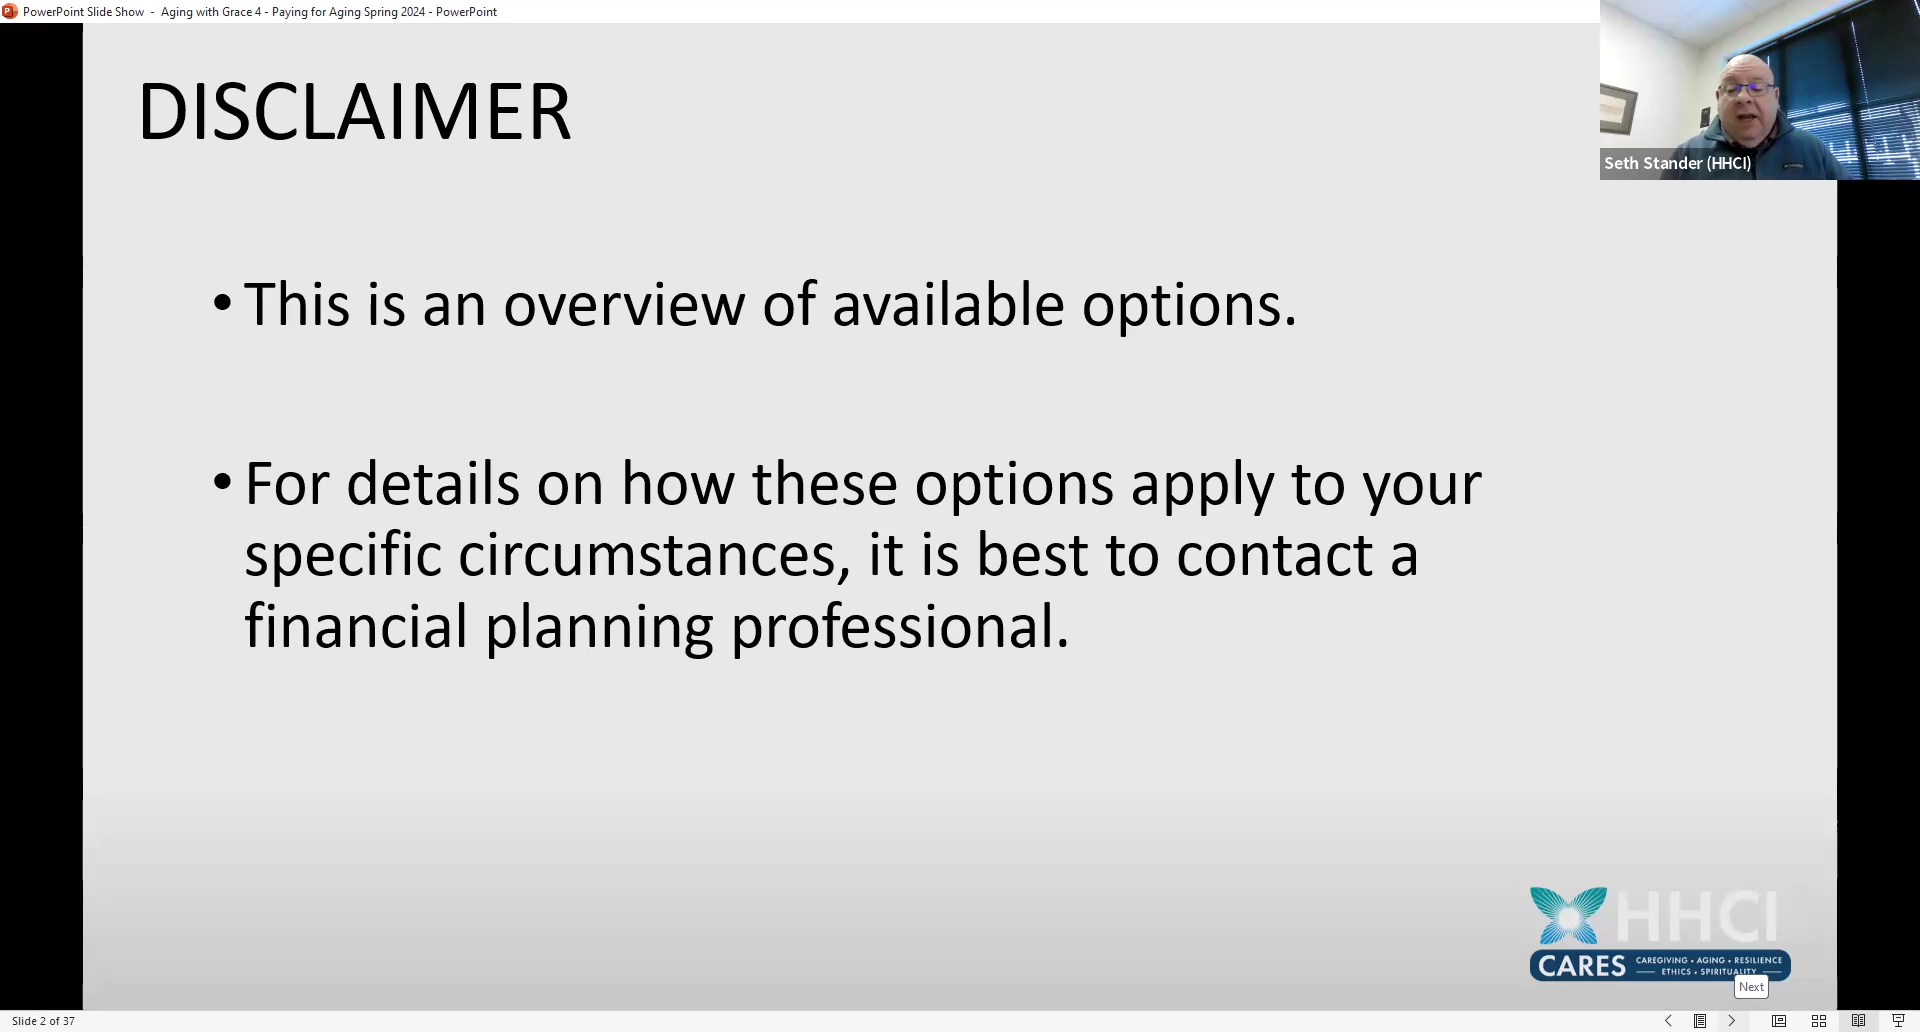 PowerPoint Slide Show - Aging with Grace 4 - Paying for Aging Spring 2024 - PowerPoint
DISCLAIMER
Seth Stander (HHCI)
• This is an overview of available options.
• For details on how these options apply to your
specific circumstances, it is best to contact a
financial planning professional.
HHCI
CARES
CAREGIVING • AGING • RESILIENCE
ETHICS • SPIRITUALITY
Next
Slide 2 of 37